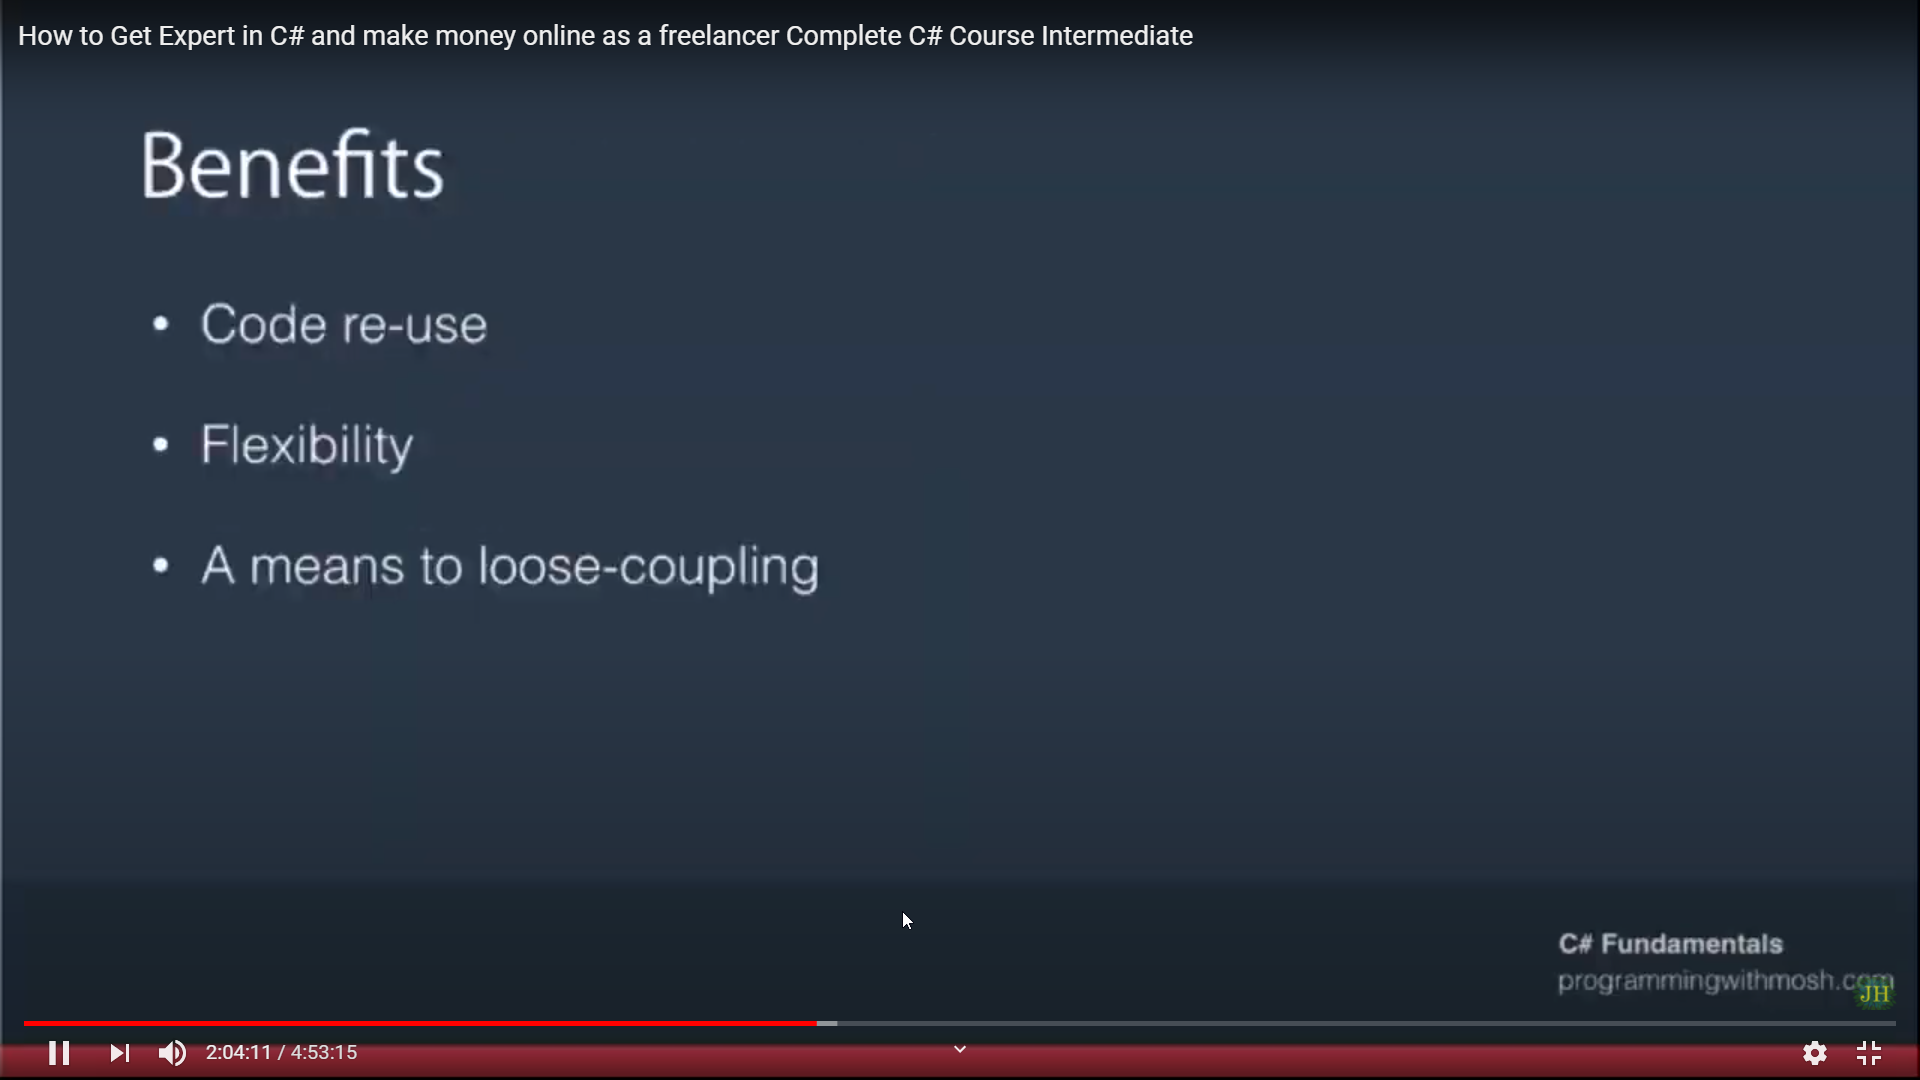 How to Get Expert in C# and make money online as a freelancer Complete C# Course Intermediate
Benefits
• Code re-use
• Flexibility
• A means to loose-coupling
C# Fundamentals
programmingwithmosh.com
JH
2:04:11 / 4:53:15